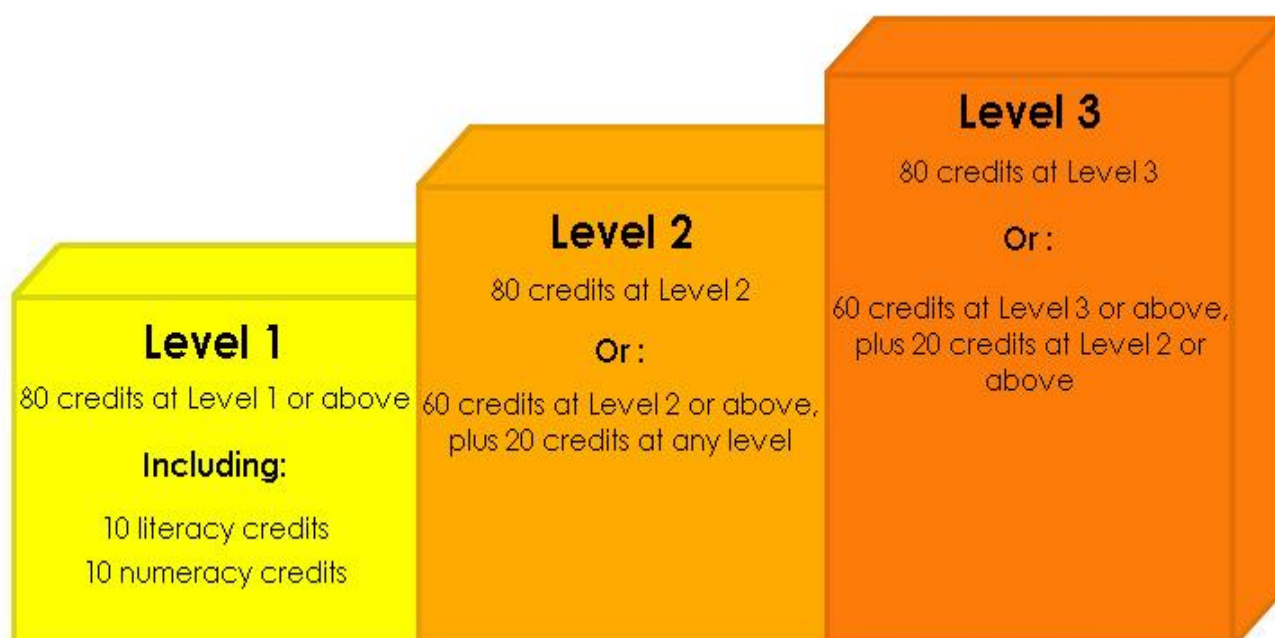 Level 1
80 credits at Level 1 or above
Including:
10 literacy credits
10 numeracy credits
Level 2
80 credits at Level 2
Or :
60 credits at Level 2 or above,
plus 20 credits at any level
Level 3
80 credits at Level 3
Or :
60 credits at Level 3 or above,
plus 20 credits at Level 2 or
above